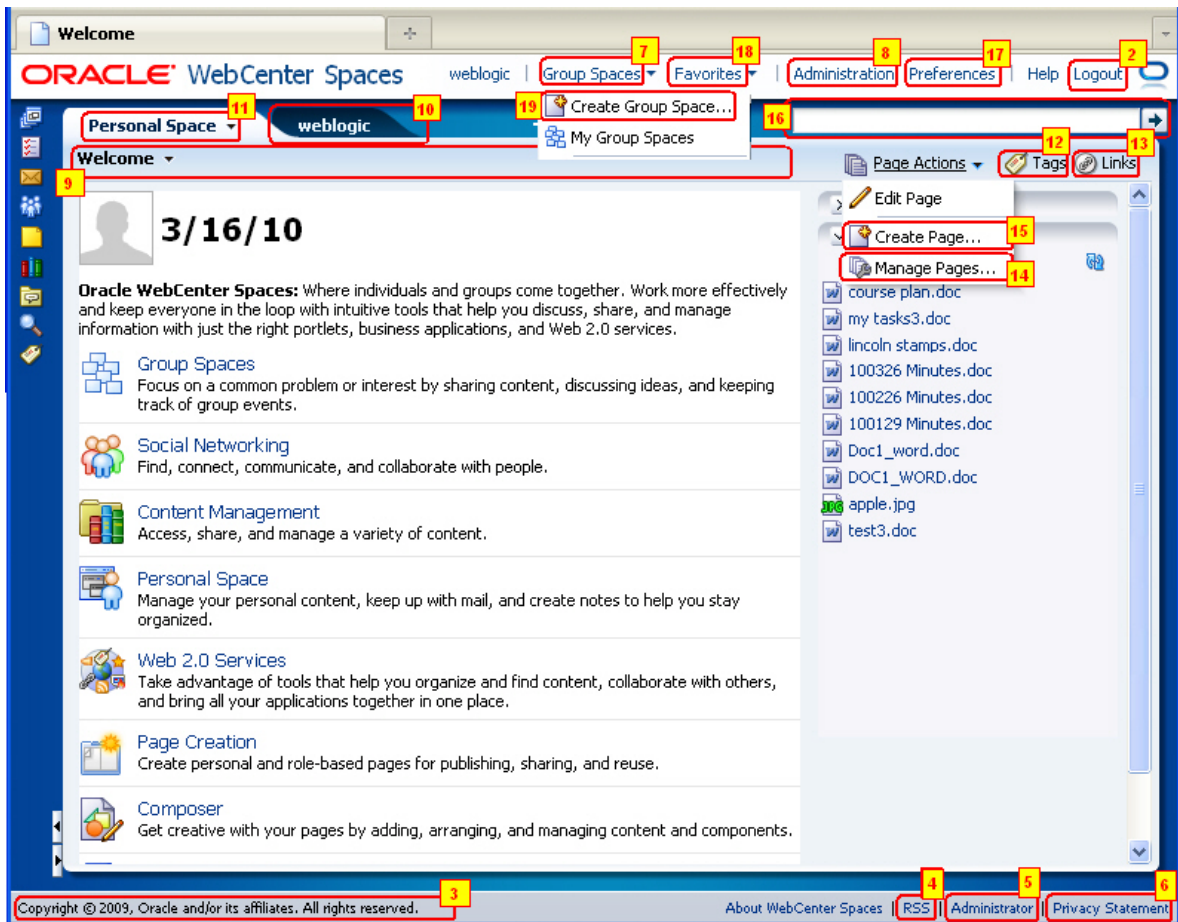 Welcome
7
18
8
17
2
ORACLE WebCenter Spaces weblogic | Group Spaces Favorites | Administration Preferences | Help Logout
19 Create Group Space...
My Group Spaces
11
10
16
Personal Space weblogic
12
13
9
Welcome
Page Actions Tags Links
Edit Page
Create Page... 15
Manage Pages... 14
3/16/10
Oracle WebCenter Spaces: Where individuals and groups come together. Work more effectively
and keep everyone in the loop with intuitive tools that help you discuss, share, and manage
information with just the right portlets, business applications, and Web 2.0 services.
Group Spaces
Focus on a common problem or interest by sharing content, discussing ideas, and keeping
track of group events.
Social Networking
Find, connect, communicate, and collaborate with people.
Content Management
Access, share, and manage a variety of content.
Personal Space
Manage your personal content, keep up with mail, and create notes to help you stay
organized.
Web 2.0 Services
Take advantage of tools that help you organize and find content, collaborate with others,
and bring all your applications together in one place.
Page Creation
Create personal and role-based pages for publishing, sharing, and reuse.
Composer
Get creative with your pages by adding, arranging, and managing content and components.
course plan.doc
my tasks3.doc
lincoln stamps.doc
100326 Minutes.doc
100226 Minutes.doc
100129 Minutes.doc
Doc1_word.doc
DOC1_WORD.doc
JPG apple.jpg
test3.doc
3
4
5
6
Copyright © 2009, Oracle and/or its affiliates. All rights reserved.
About WebCenter Spaces | RSS | Administrator | Privacy Statement